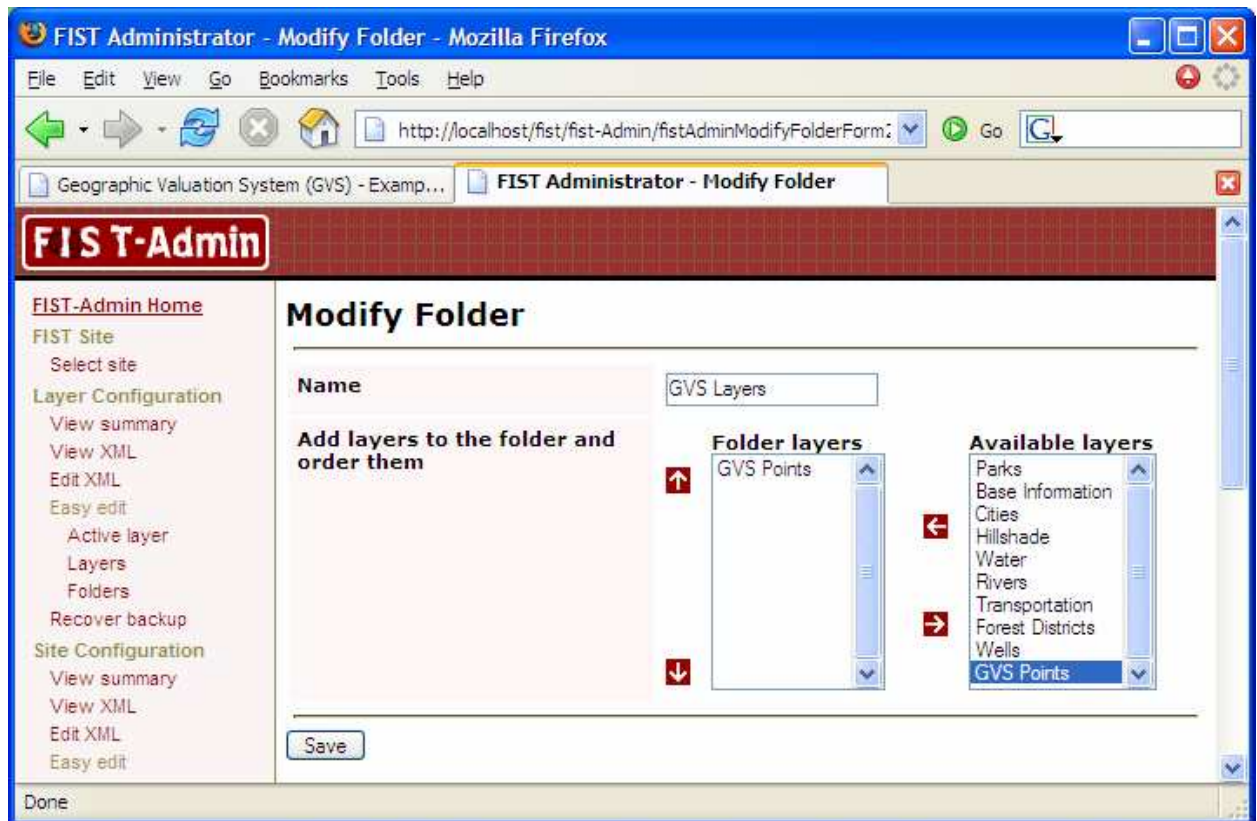 FIST Administrator - Modify Folder - Mozilla Firefox
File Edit View Go Bookmarks Tools Help
http://localhost/fist/fist-Admin/fistAdminModifyFolderForm2 Go G
Geographic Valuation System (GVS) - Examp... FIST Administrator - Modify Folder
FIST-Admin
FIST-Admin Home
FIST Site
Select site
Layer Configuration
View summary
View XML
Edit XML
Easy edit
Active layer
Layers
Folders
Recover backup
Site Configuration
View summary
View XML
Edit XML
Easy edit
Modify Folder
Name GVS Layers
Add layers to the folder and
order them
Folder layers
GVS Points
Available layers
Parks
Base Information
Cities
Hillshade
Water
Rivers
Transportation
Forest Districts
Wells
GVS Points
Save
Done